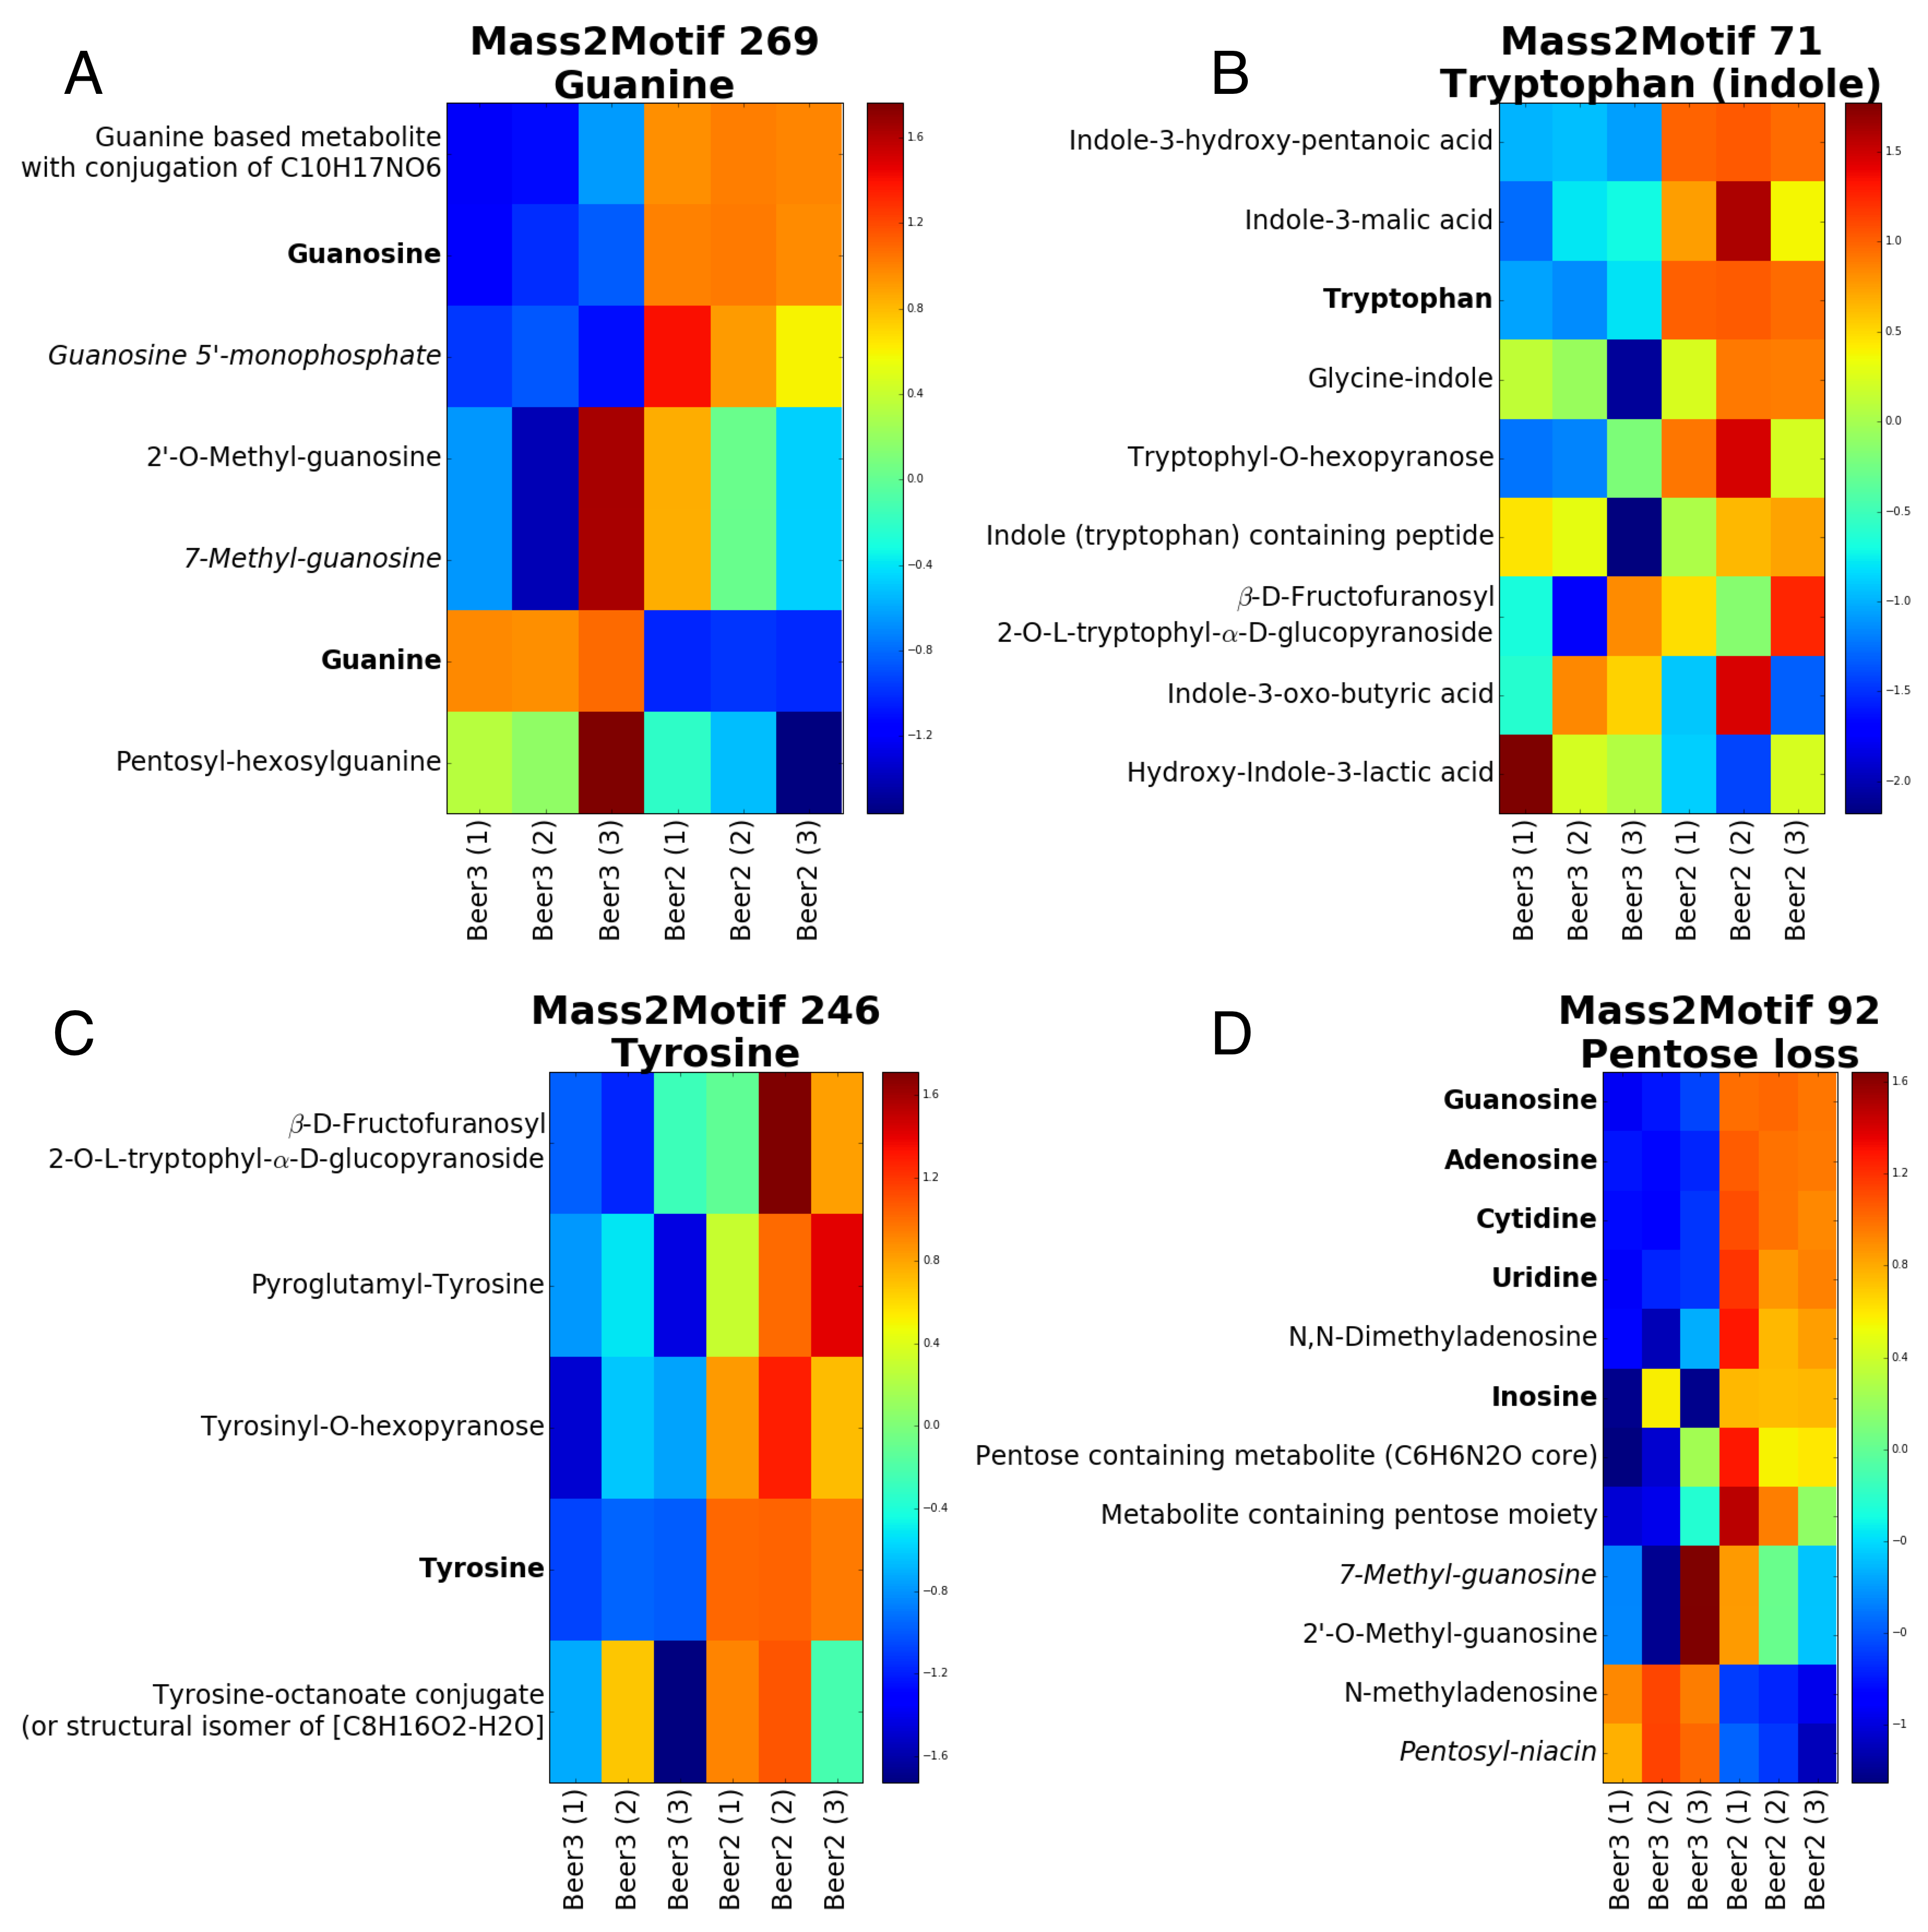 A
Mass2Motif 269
Guanine
Guanine based metabolite
with conjugation of C10H17NO6
Guanosine
Guanosine 5'-monophosphate
2'-O-Methyl-guanosine
7-Methyl-guanosine
Guanine
Pentosyl-hexosylguanine
1.6
1.2
0.8
0.4
0.0
−0.4
−0.8
−1.2
Beer3 (1)
Beer3 (2)
Beer3 (3)
Beer2 (1)
Beer2 (2)
Beer2 (3)
B
Mass2Motif 71
Tryptophan (indole)
Indole-3-hydroxy-pentanoic acid
Indole-3-malic acid
Tryptophan
Glycine-indole
Tryptophyl-O-hexopyranose
Indole (tryptophan) containing peptide
β-D-Fructofuranosyl
2-O-L-tryptophyl-α-D-glucopyranoside
Indole-3-oxo-butyric acid
Hydroxy-Indole-3-lactic acid
1.5
1.0
0.5
0.0
−0.5
−1.0
−1.5
−2.0
Beer3 (1)
Beer3 (2)
Beer3 (3)
Beer2 (1)
Beer2 (2)
Beer2 (3)
C
Mass2Motif 246
Tyrosine
β-D-Fructofuranosyl
2-O-L-tryptophyl-α-D-glucopyranoside
Pyroglutamyl-Tyrosine
Tyrosinyl-O-hexopyranose
Tyrosine
Tyrosine-octanoate conjugate
(or structural isomer of [C8H16O2-H2O]
1.6
1.2
0.8
0.4
0.0
−0.4
−0.8
−1.2
−1.6
Beer3 (1)
Beer3 (2)
Beer3 (3)
Beer2 (1)
Beer2 (2)
Beer2 (3)
D
Mass2Motif 92
Pentose loss
Guanosine
Adenosine
Cytidine
Uridine
N,N-Dimethyladenosine
Inosine
Pentose containing metabolite (C6H6N2O core)
Metabolite containing pentose moiety
7-Methyl-guanosine
2'-O-Methyl-guanosine
N-methyladenosine
Pentosyl-niacin
1.6
1.2
0.8
0.4
0.0
−0
−0
−1
Beer3 (1)
Beer3 (2)
Beer3 (3)
Beer2 (1)
Beer2 (2)
Beer2 (3)